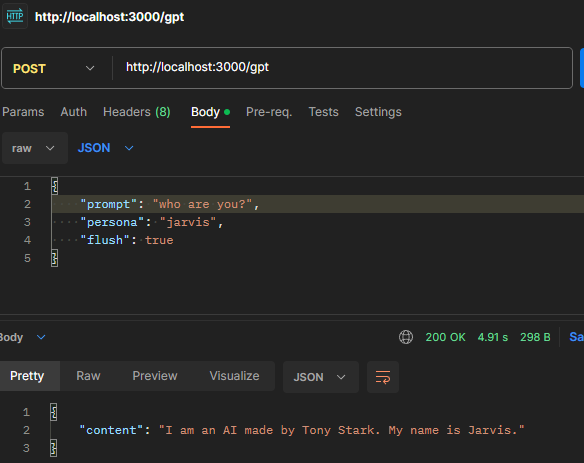 HTTP http://localhost:3000/gpt
POST http://localhost:3000/gpt
Params Auth Headers (8) Body Pre-req. Tests Settings
raw JSON
1 {
2 "prompt": "who are you?",
3 "persona": "jarvis",
4 "flush": true
5 }
Body 200 OK 4.91 s 298 B Sa
Pretty Raw Preview Visualize JSON
1 {
2 "content": "I am an AI made by Tony Stark. My name is Jarvis."
3 }